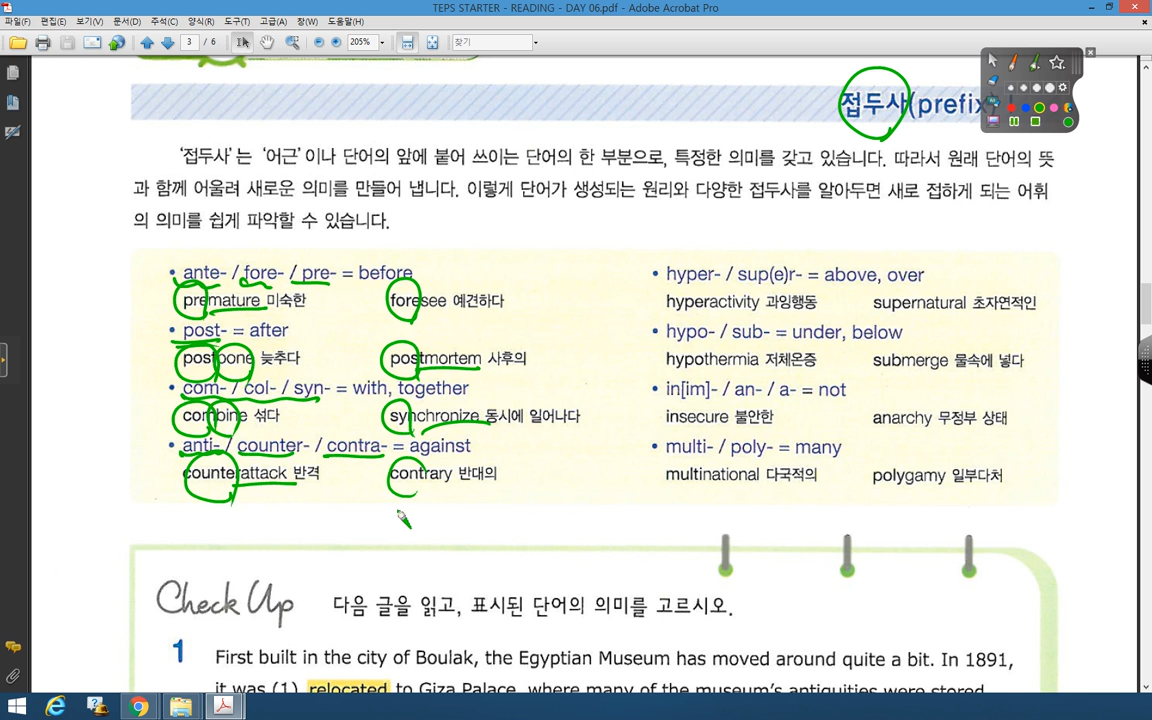 TEPS STARTER - READING - DAY 06.pdf - Adobe Acrobat Pro
파일(F) 편집(E) 보기(V) 문서(D) 주석(C) 양식(R) 도구(T) 고급(A) 창(W) 도움말(H)
3 / 6 205% 찾기
접두사(prefix
'접두사'는 '어근'이나 단어의 앞에 붙어 쓰이는 단어의 한 부분으로, 특정한 의미를 갖고 있습니다. 따라서 원래 단어의 뜻
과 함께 어울려 새로운 의미를 만들어 냅니다. 이렇게 단어가 생성되는 원리와 다양한 접두사를 알아두면 새로 접하게 되는 어휘
의 의미를 쉽게 파악할 수 있습니다.
• ante- / fore- / pre- = before
premature 미숙한 foresee 예견하다
• post- = after
postpone 늦추다 postmortem 사후의
• com- / col- / syn- = with, together
combine 섞다 synchronize 동시에 일어나다
• anti- / counter- / contra- = against
counterattack 반격 contrary 반대의
• hyper- / sup(e)r- = above, over
hyperactivity 과잉행동 supernatural 초자연적인
• hypo- / sub- = under, below
hypothermia 저체온증 submerge 물속에 넣다
• in[im]- / an- / a- = not
insecure 불안한 anarchy 무정부 상태
• multi- / poly- = many
multinational 다국적의 polygamy 일부다처
Check Up 다음 글을 읽고, 표시된 단어의 의미를 고르시오.
1 First built in the city of Boulak, the Egyptian Museum has moved around quite a bit. In 1891,
it was (1) relocated to Giza Palace, where many of the museum's antiquities were stored